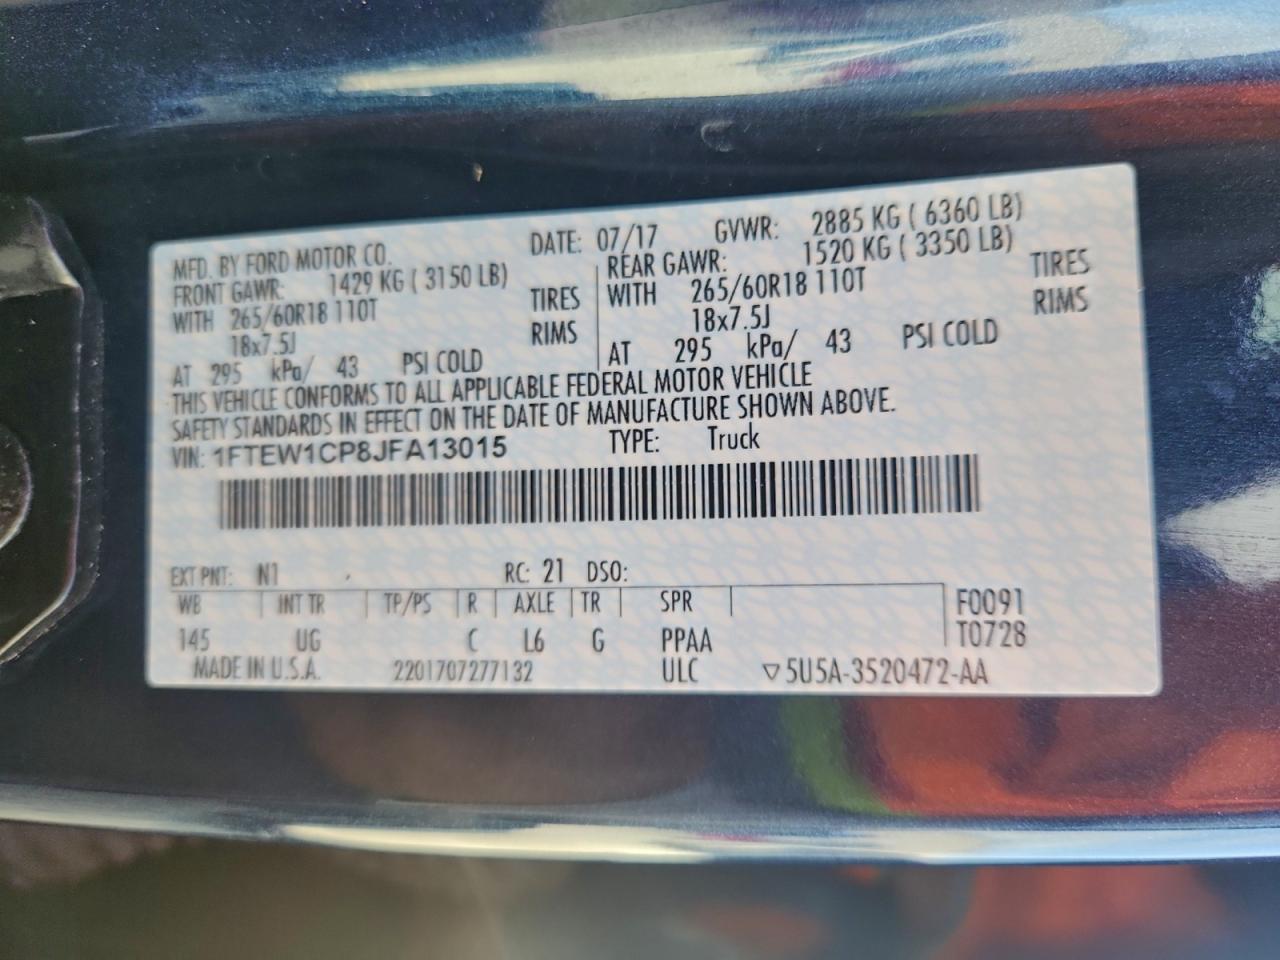 MFD. BY FORD MOTOR CO. DATE: 07/17 GVWR: 2885 KG ( 6360 LB)
FRONT GAWR: 1429 KG ( 3150 LB) REAR GAWR: 1520 KG ( 3350 LB)
WITH 265/60R18 110T TIRES WITH 265/60R18 110T TIRES
18x7.5J RIMS 18x7.5J RIMS
AT 295 kPa/ 43 PSI COLD AT 295 kPa/ 43 PSI COLD
THIS VEHICLE CONFORMS TO ALL APPLICABLE FEDERAL MOTOR VEHICLE
SAFETY STANDARDS IN EFFECT ON THE DATE OF MANUFACTURE SHOWN ABOVE.
VIN: 1FTEW1CP8JFA13015 TYPE: Truck
EXT PNT: N1 RC: 21 DSO:
WB INT TR TP/PS R AXLE TR SPR F0091
145 UG C L6 G PPAA T0728
MADE IN U.S.A. 2201707277132 ULC ▽5U5A-3520472-AA